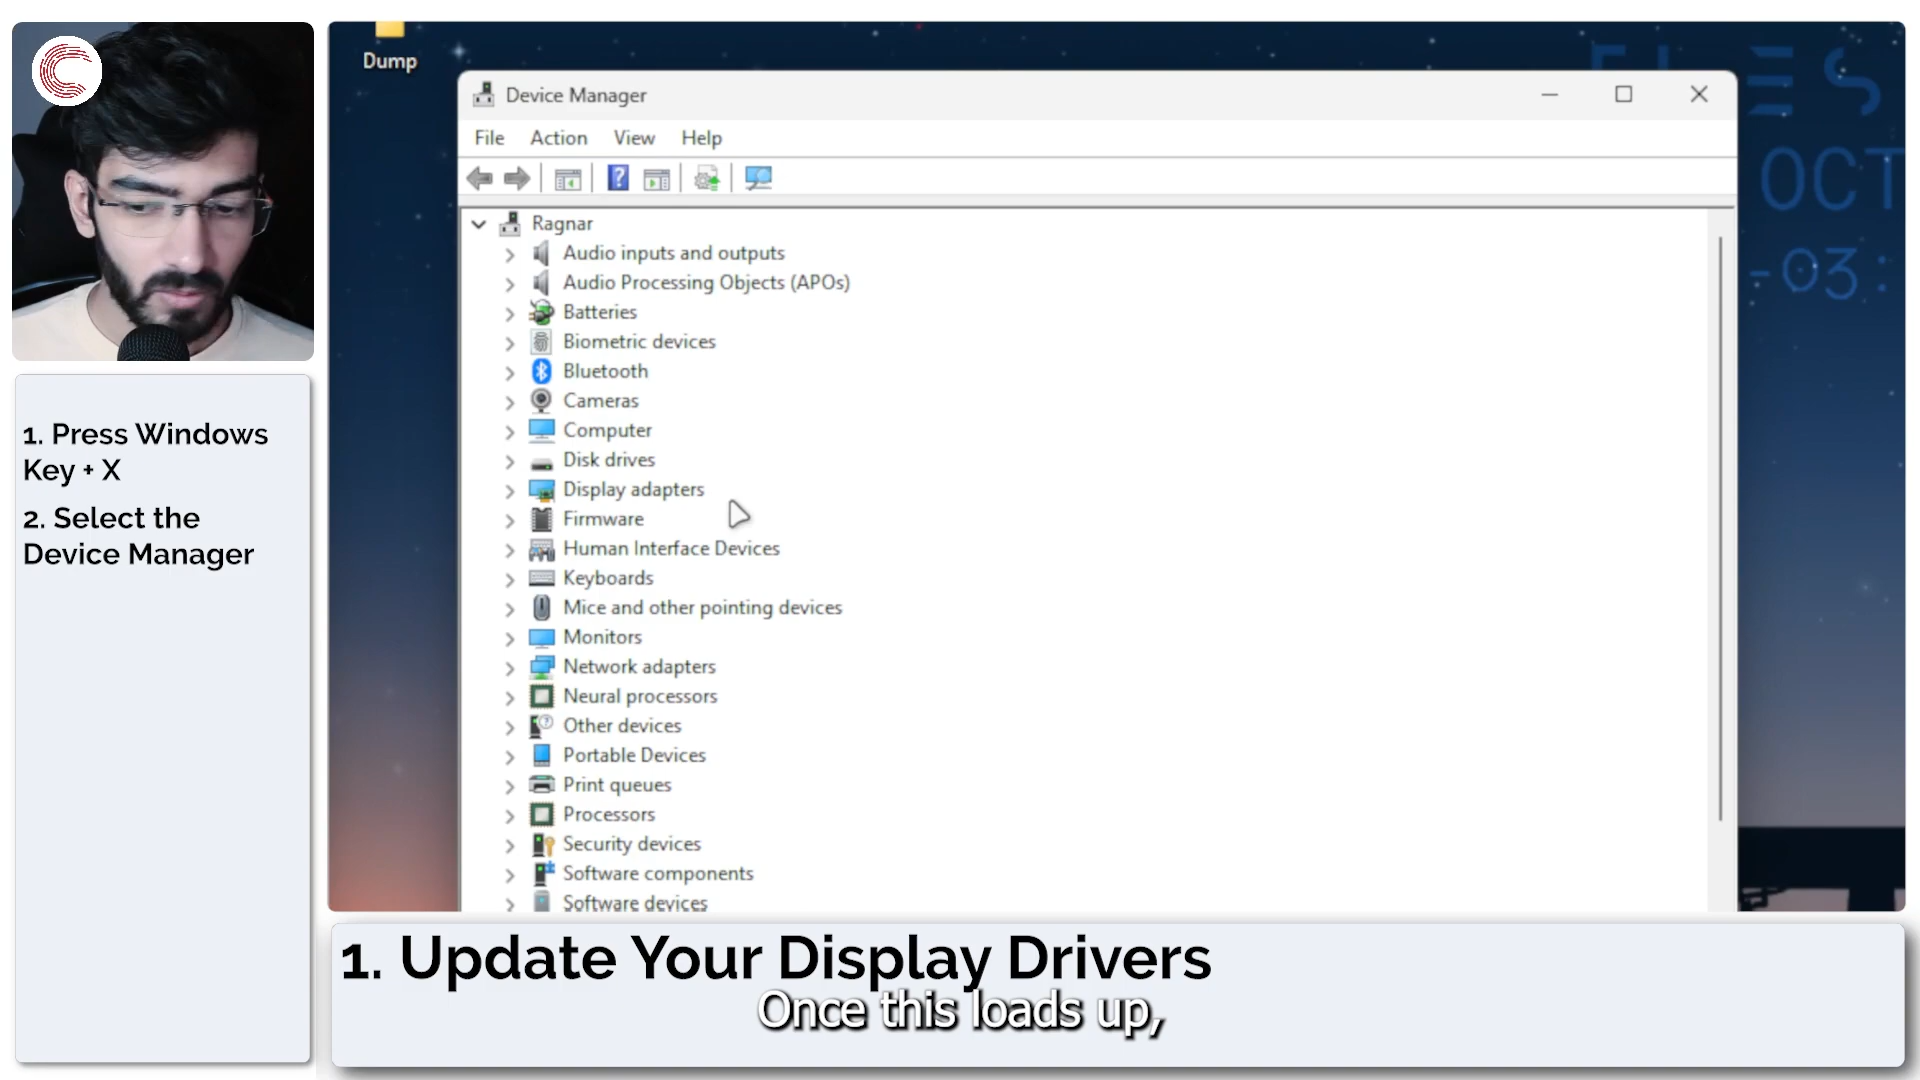 Dump
Device Manager
File Action View Help
Ragnar
Audio inputs and outputs
Audio Processing Objects (APOs)
Batteries
Biometric devices
Bluetooth
Cameras
Computer
Disk drives
Display adapters
Firmware
Human Interface Devices
Keyboards
Mice and other pointing devices
Monitors
Network adapters
Neural processors
Other devices
Portable Devices
Print queues
Processors
Security devices
Software components
Software devices
OCT
-03:
1. Press Windows
Key + X
2. Select the
Device Manager
1. Update Your Display Drivers
Once this loads up,